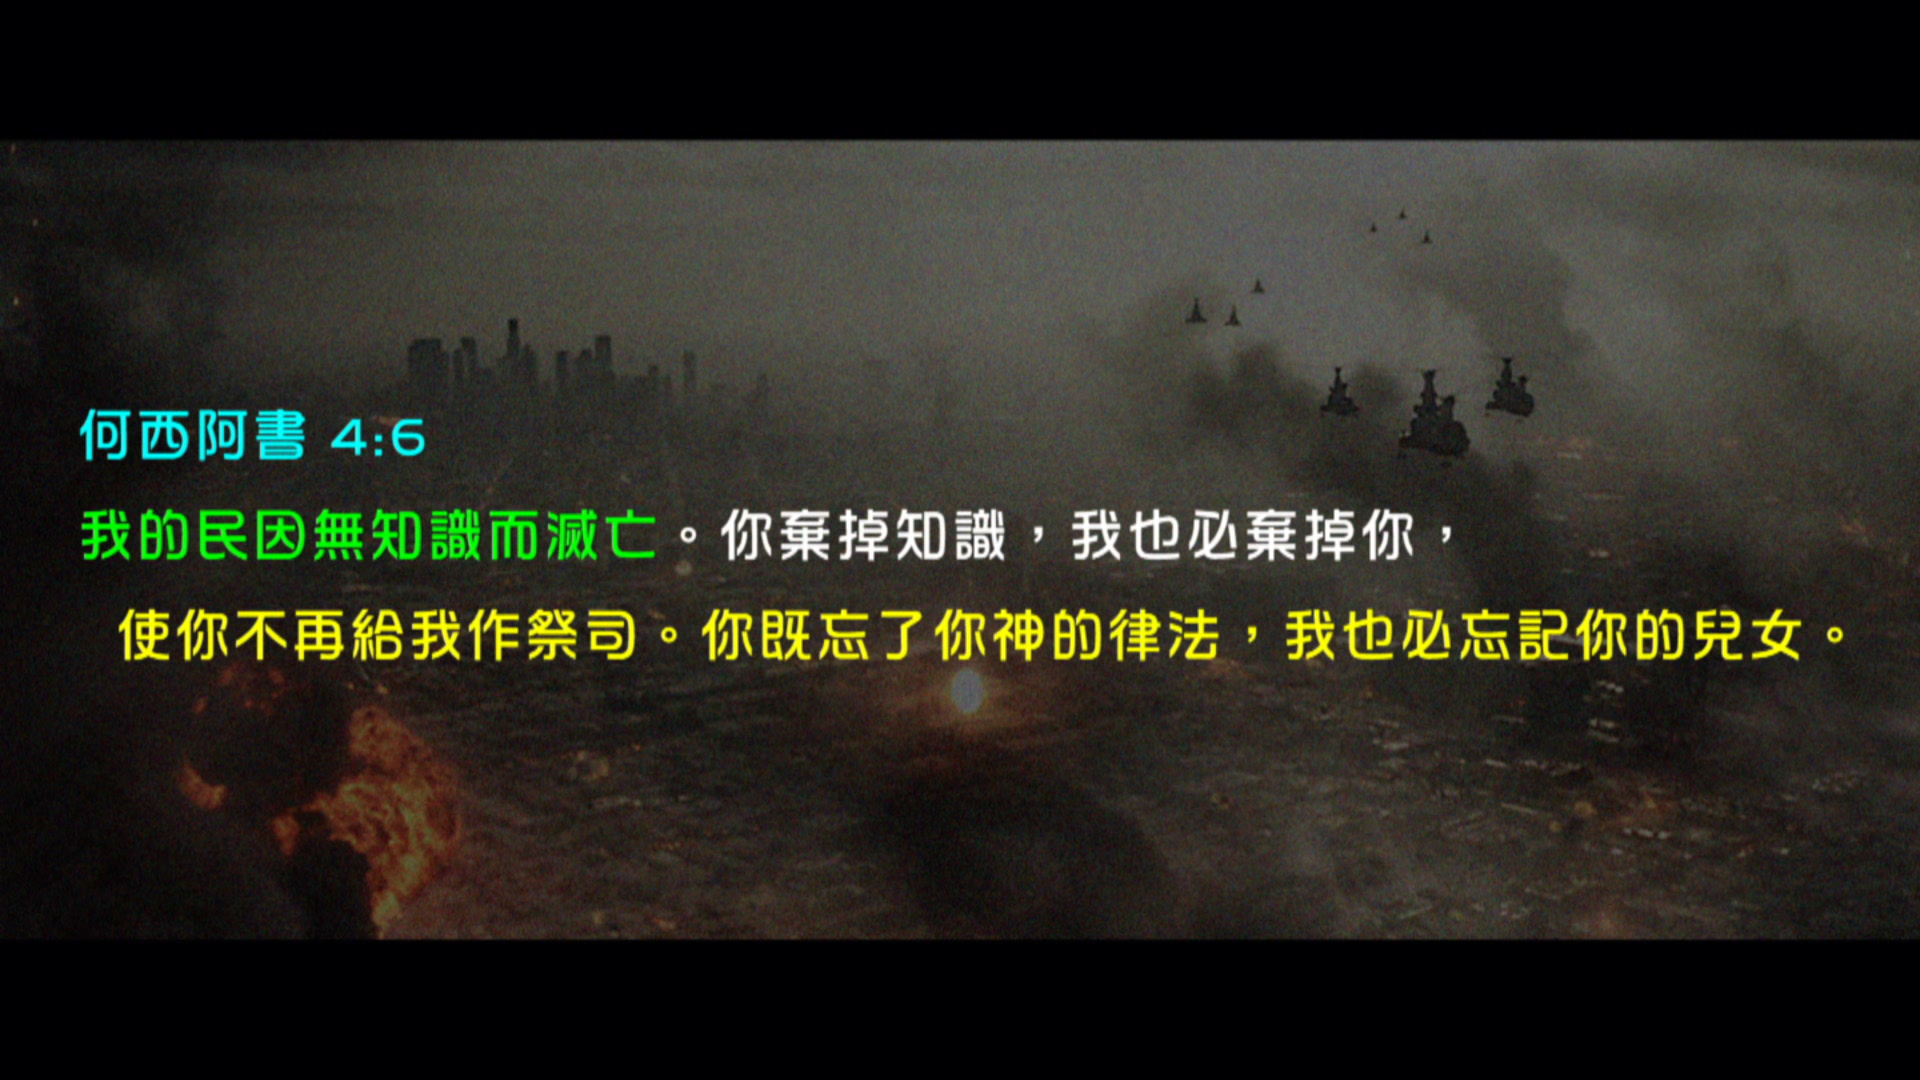 何西阿書 4:6
我的民因無知識而滅亡。你棄掉知識，我也必棄掉你，
使你不再給我作祭司。你既忘了你神的律法，我也必忘記你的兒女。